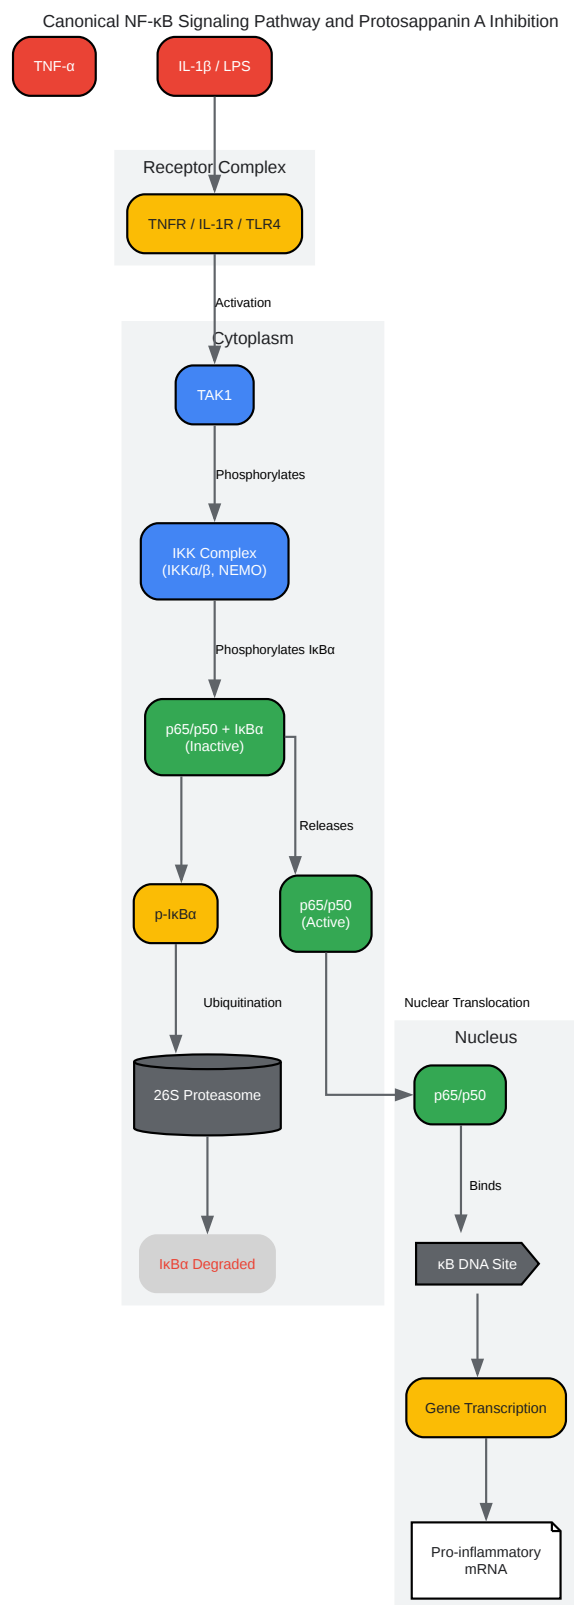 Canonical NF-κB Signaling Pathway and Protosappanin A Inhibition
TNF-α
IL-1β / LPS
Receptor Complex
TNFR / IL-1R / TLR4
Activation
Cytoplasm
TAK1
Phosphorylates
IKK Complex
(IKKα/β, NEMO)
Phosphorylates IκBα
p65/p50 + IκBα
(Inactive)
Releases
p-IκBα
p65/p50
(Active)
Ubiquitination
Nuclear Translocation
Nucleus
26S Proteasome
p65/p50
Binds
IκBα Degraded
κB DNA Site
Gene Transcription
Pro-inflammatory
mRNA